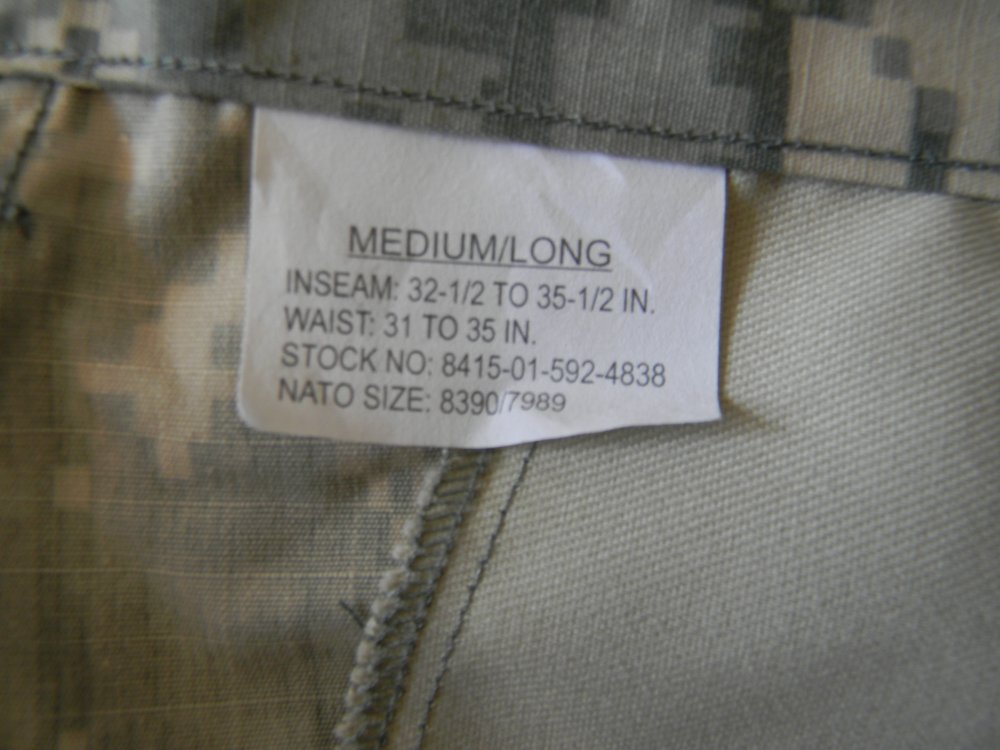 MEDIUM/LONG
INSEAM: 32-1/2 TO 35-1/2 IN.
WAIST: 31 TO 35 IN.
STOCK NO: 8415-01-592-4838
NATO SIZE: 8390/7989